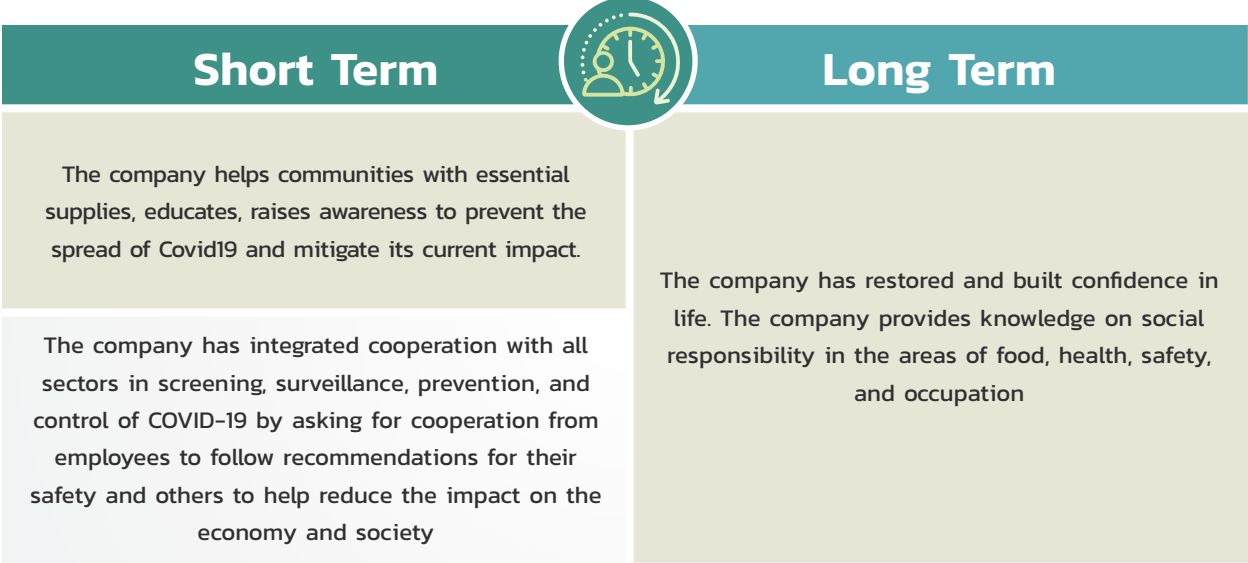 Short Term
Long Term
The company helps communities with essential
supplies, educates, raises awareness to prevent the
spread of Covid19 and mitigate its current impact.
The company has integrated cooperation with all
sectors in screening, surveillance, prevention, and
control of COVID-19 by asking for cooperation from
employees to follow recommendations for their
safety and others to help reduce the impact on the
economy and society
The company has restored and built confidence in
life. The company provides knowledge on social
responsibility in the areas of food, health, safety,
and occupation